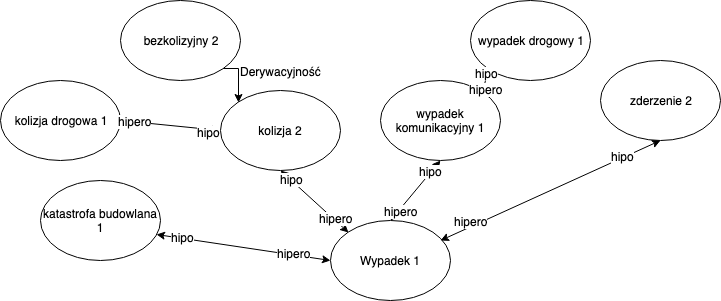 bezkolizyjny 2
wypadek drogowy 1
Derywacyjność
hipo
hipero
zderzenie 2
kolizja drogowa 1
hipero
hipo
kolizja 2
wypadek
komunikacyjny 1
hipo
hipo
hipo
katastrofa budowlana
1
hipero
hipero
hipero
hipo
hipero
Wypadek 1